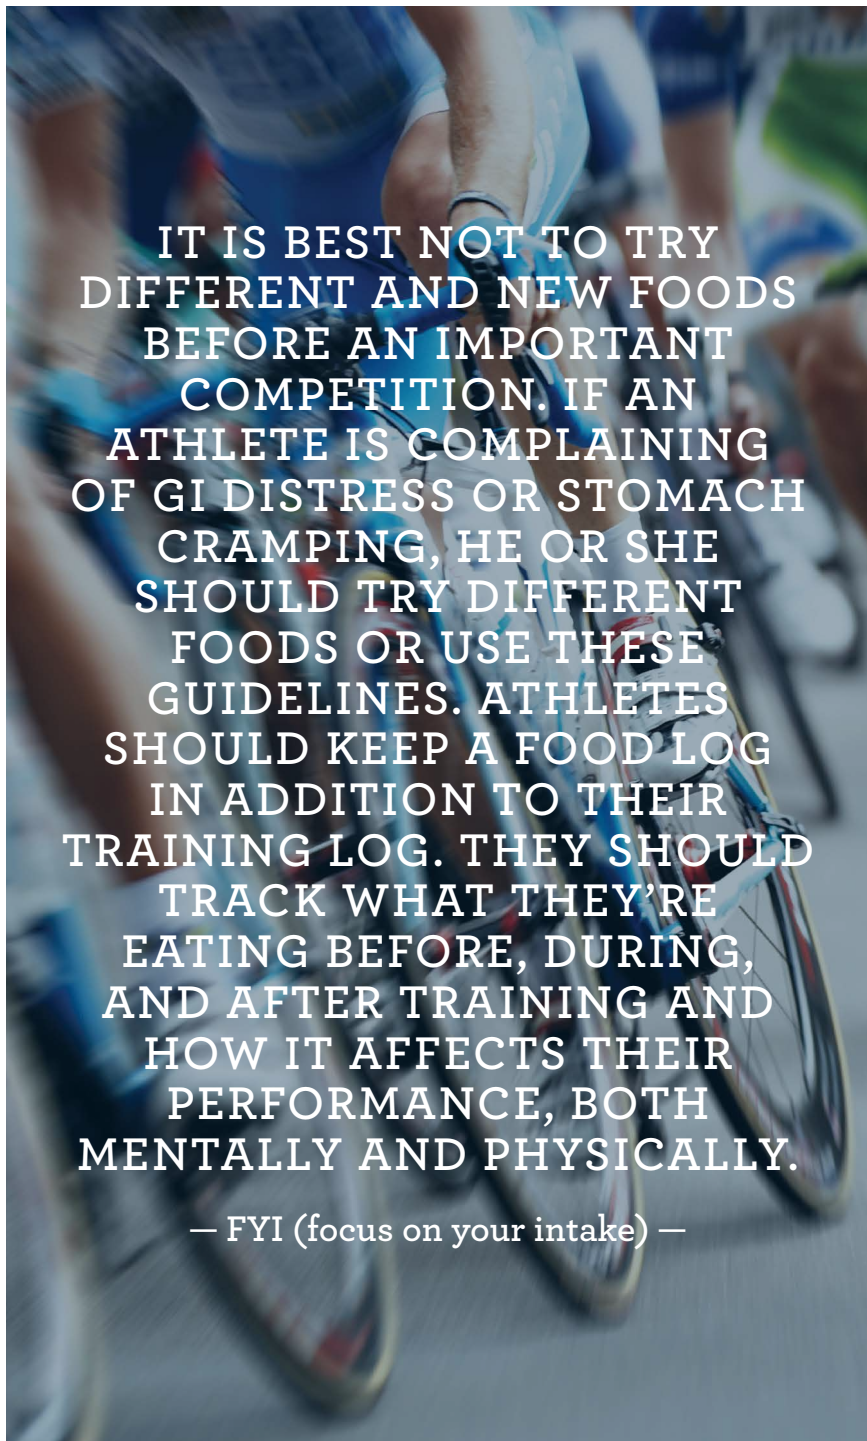 IT IS BEST NOT TO TRY
DIFFERENT AND NEW FOODS
BEFORE AN IMPORTANT
COMPETITION. IF AN
ATHLETE IS COMPLAINING
OF GI DISTRESS OR STOMACH
CRAMPING, HE OR SHE
SHOULD TRY DIFFERENT
FOODS OR USE THESE
GUIDELINES. ATHLETES
SHOULD KEEP A FOOD LOG
IN ADDITION TO THEIR
TRAINING LOG. THEY SHOULD
TRACK WHAT THEY’RE
EATING BEFORE, DURING,
AND AFTER TRAINING AND
HOW IT AFFECTS THEIR
PERFORMANCE, BOTH
MENTALLY AND PHYSICALLY.
— FYI (focus on your intake) —